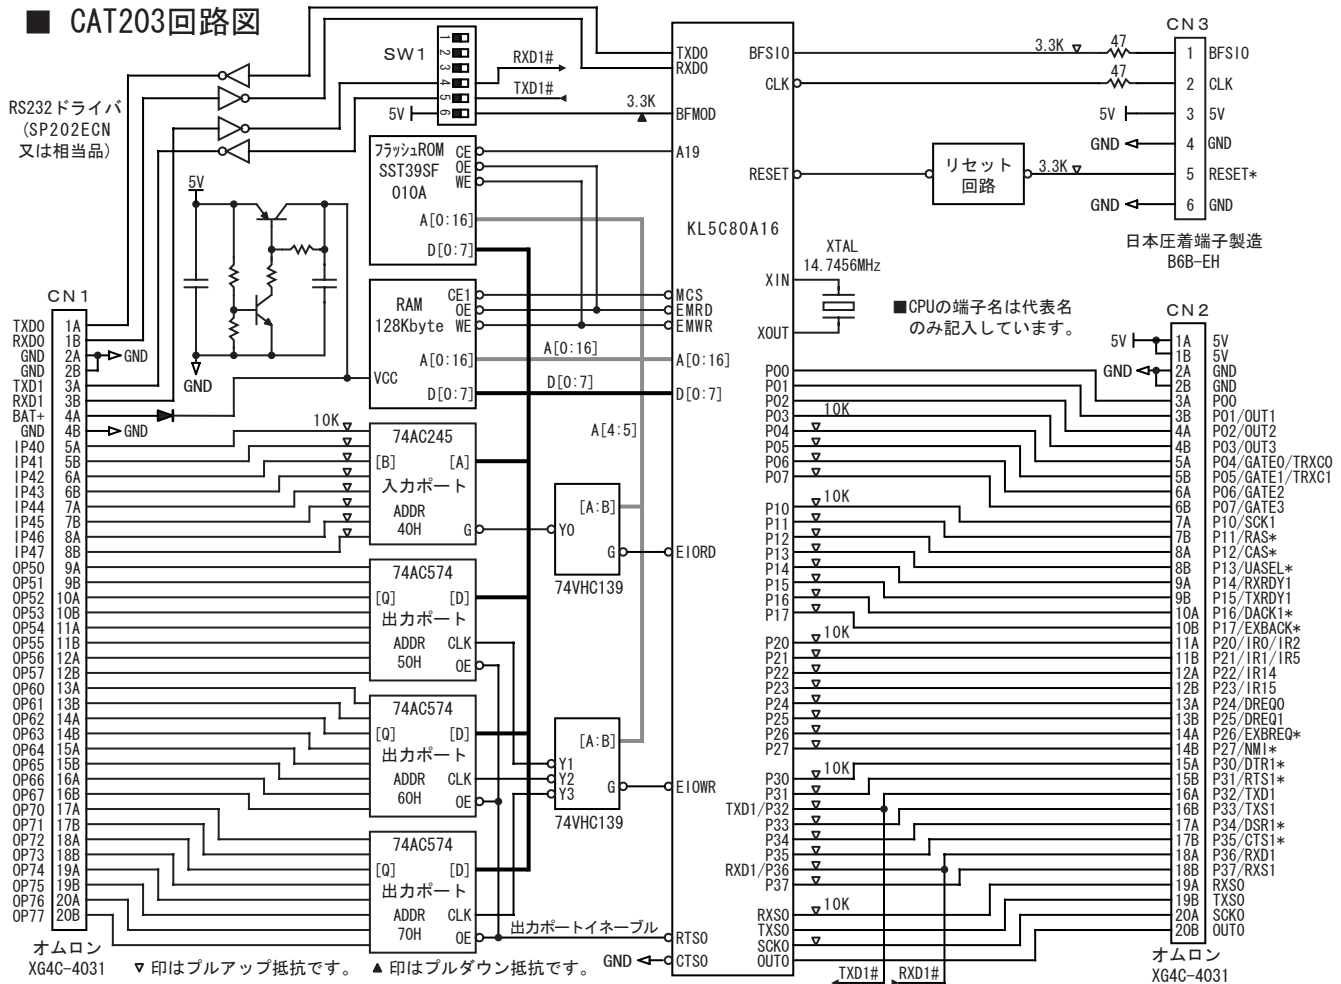 ■ CAT203回路図
RS232ドライバ
(SP202ECN
又は相当品)
SW1
1
2
3
4
5
6
RXD1#
TXD1#
5V
3.3K
TXD0
RXD0
BFMOD
A19
KL5C80A16
MCS
EMRD
EMWR
A[0:16]
D[0:7]
EIORD
EIOWR
RTS0
CTS0
フラッシュROM
SST39SF
010A
CE
OE
WE
A[0:16]
D[0:7]
RAM
128Kbyte
CE1
OE
WE
A[0:16]
VCC
D[0:7]
A[0:16]
D[0:7]
A[4:5]
5V
GND
10K
74AC245
[B] [A]
入力ポート
ADDR
40H
G
74AC574
[Q] [D]
出力ポート
ADDR CLK
50H
OE
74AC574
[Q] [D]
出力ポート
ADDR CLK
60H
OE
74AC574
[Q] [D]
出力ポート
ADDR CLK
70H
OE
[A:B]
Y0
G
74VHC139
[A:B]
Y1
Y2
Y3
G
74VHC139
出力ポートイネーブル
GND
CN1
TXD0 1A
RXD0 1B
GND 2A GND
GND 2B
TXD1 3A
RXD1 3B
BAT+ 4A
GND 4B GND
IP40 5A
IP41 5B
IP42 6A
IP43 6B
IP44 7A
IP45 7B
IP46 8A
IP47 8B
OP50 9A
OP51 9B
OP52 10A
OP53 10B
OP54 11A
OP55 11B
OP56 12A
OP57 12B
OP60 13A
OP61 13B
OP62 14A
OP63 14B
OP64 15A
OP65 15B
OP66 16A
OP67 16B
OP70 17A
OP71 17B
OP72 18A
OP73 18B
OP74 19A
OP75 19B
OP76 20A
OP77 20B
オムロン
XG4C-4031
▽ 印はプルアップ抵抗です。 ▲ 印はプルダウン抵抗です。
BFSIO
CLK
RESET
XIN
XOUT
P00
P01
P02
P03
P04
P05
P06
P07
P10
P11
P12
P13
P14
P15
P16
P17
P20
P21
P22
P23
P24
P25
P26
P27
P30
P31
TXD1/P32
P33
P34
P35
RXD1/P36
P37
RXS0
TXS0
SCK0
OUT0
10K
10K
10K
10K
10K
TXD1# RXD1#
XTAL
14.7456MHz
リセット
回路
3.3K
3.3K
47
47
■CPUの端子名は代表名
のみ記入しています。
CN3
1 BFSIO
2 CLK
5V 3 5V
GND 4 GND
5 RESET*
GND 6 GND
日本圧着端子製造
B6B-EH
CN2
5V 1A 5V
1B 5V
GND 2A GND
2B GND
3A P00
3B P01/OUT1
4A P02/OUT2
4B P03/OUT3
5A P04/GATE0/TRXC0
5B P05/GATE1/TRXC1
6A P06/GATE2
6B P07/GATE3
7A P10/SCK1
7B P11/RAS*
8A P12/CAS*
8B P13/UASEL*
9A P14/RXRDY1
9B P15/TXRDY1
10A P16/DACK1*
10B P17/EXBACK*
11A P20/IR0/IR2
11B P21/IR1/IR5
12A P22/IR14
12B P23/IR15
13A P24/DREQ0
13B P25/DREQ1
14A P26/EXBREQ*
14B P27/NMI*
15A P30/DTR1*
15B P31/RTS1*
16A P32/TXD1
16B P33/TXS1
17A P34/DSR1*
17B P35/CTS1*
18A P36/RXD1
18B P37/RXS1
19A RXS0
19B TXS0
20A SCK0
20B OUT0
オムロン
XG4C-4031